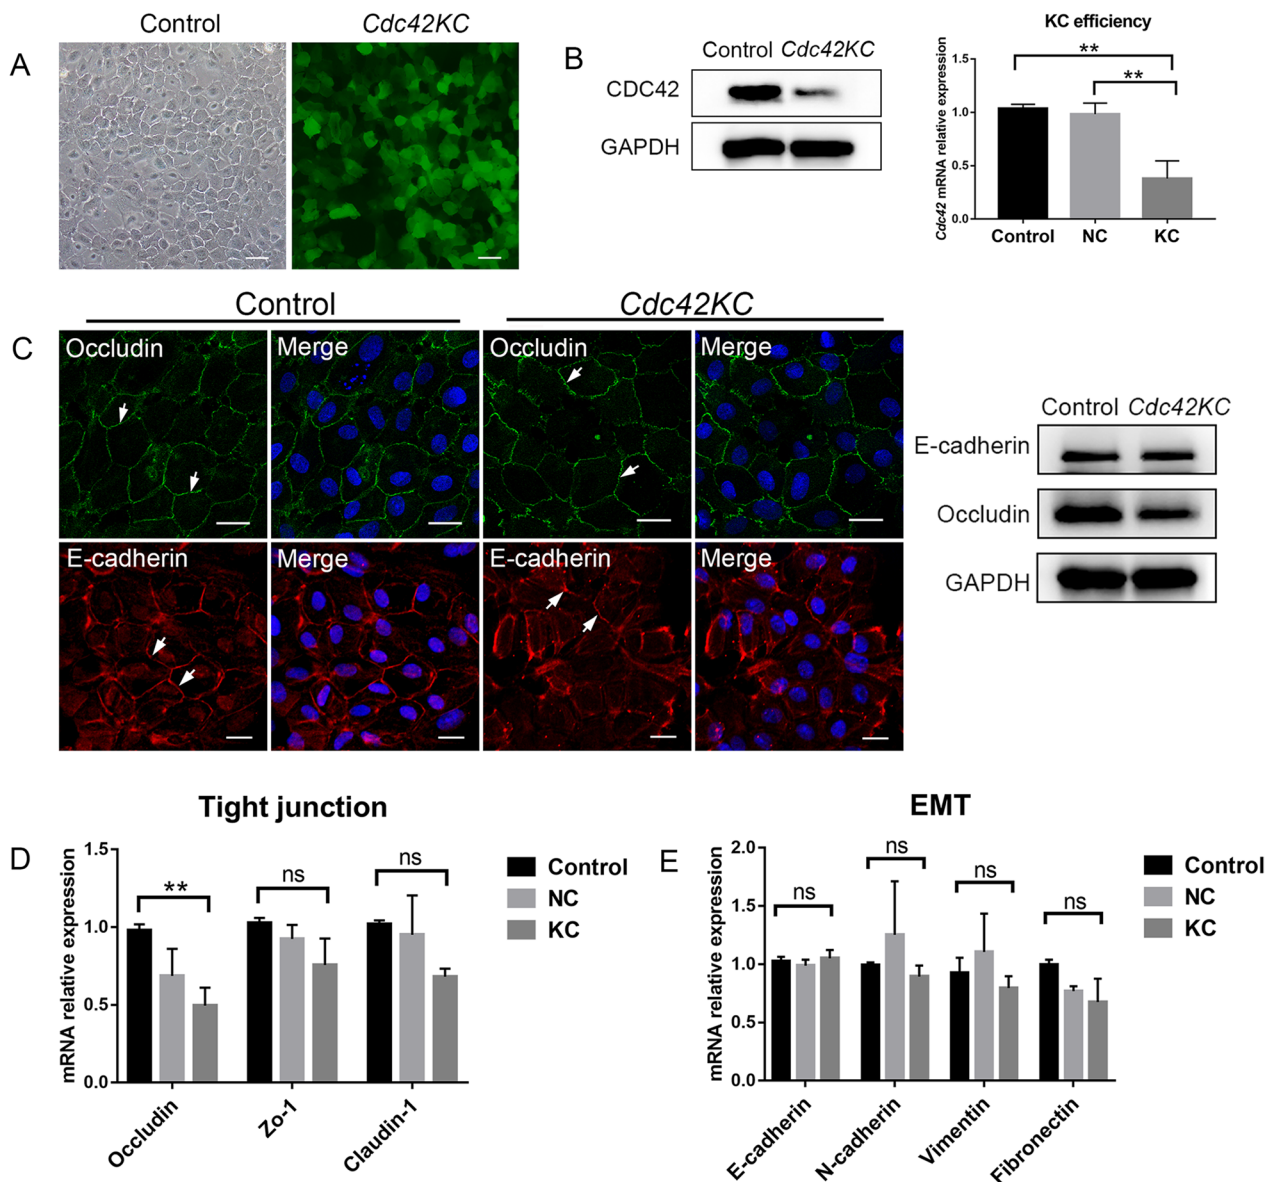 Control Cdc42KC
A
B
Control Cdc42KC
CDC42
GAPDH
KC efficiency
Cdc42 mRNA relative expression
1.5
1.0
0.5
0.0
**
**
Control NC KC
Control Cdc42KC
C
Occludin Merge Occludin Merge
E-cadherin Merge E-cadherin Merge
Control Cdc42KC
E-cadherin
Occludin
GAPDH
D
Tight junction
mRNA relative expression
1.5
1.0
0.5
0.0
** ns ns
Occludin Zo-1 Claudin-1
Control
NC
KC
E
EMT
mRNA relative expression
2.0
1.5
1.0
0.5
0.0
ns ns ns ns
E-cadherin N-cadherin Vimentin Fibronectin
Control
NC
KC